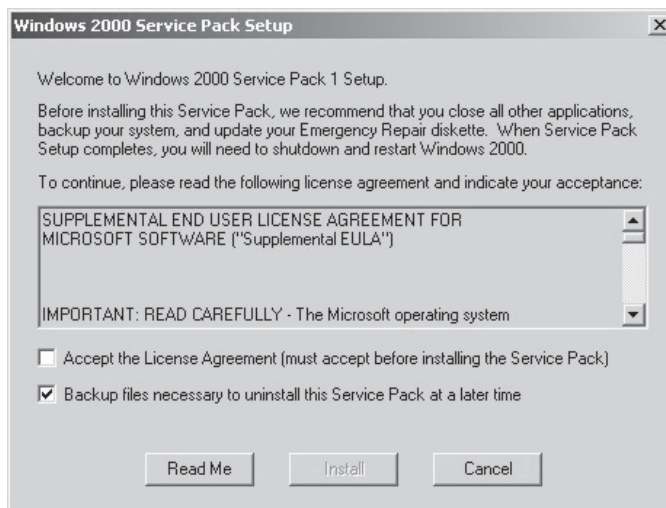 Windows 2000 Service Pack Setup
Welcome to Windows 2000 Service Pack 1 Setup.
Before installing this Service Pack, we recommend that you close all other applications,
backup your system, and update your Emergency Repair diskette. When Service Pack
Setup completes, you will need to shutdown and restart Windows 2000.
To continue, please read the following license agreement and indicate your acceptance:
SUPPLEMENTAL END USER LICENSE AGREEMENT FOR
MICROSOFT SOFTWARE ("Supplemental EULA")
IMPORTANT: READ CAREFULLY - The Microsoft operating system
Accept the License Agreement (must accept before installing the Service Pack)
Backup files necessary to uninstall this Service Pack at a later time
Read Me Install Cancel